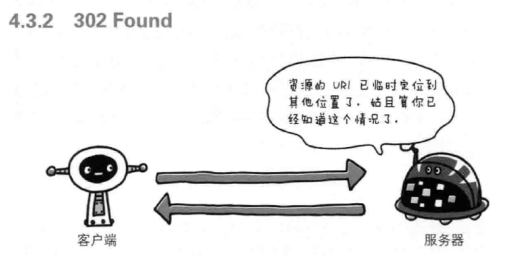 4.3.2 302 Found
资源的 URI 已临时定位到
其他位置了，姑且算你已
经知道这个情况了。
客户端
服务器